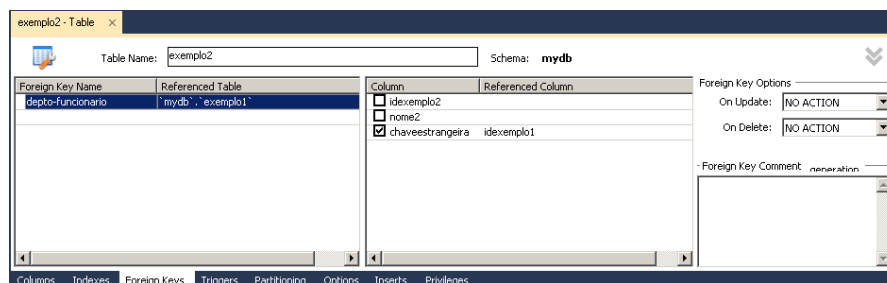 exemplo2 - Table ×
Table Name: exemplo2 Schema: mydb
Foreign Key Name Referenced Table
depto-funcionario `mydb`.`exemplo1`
Column Referenced Column
idexemplo2
nome2
chaveestrangeira idexemplo1
Foreign Key Options
On Update: NO ACTION
On Delete: NO ACTION
Foreign Key Comment generation
Columns Indexes Foreign Keys Triggers Partitioning Options Inserts Privileges